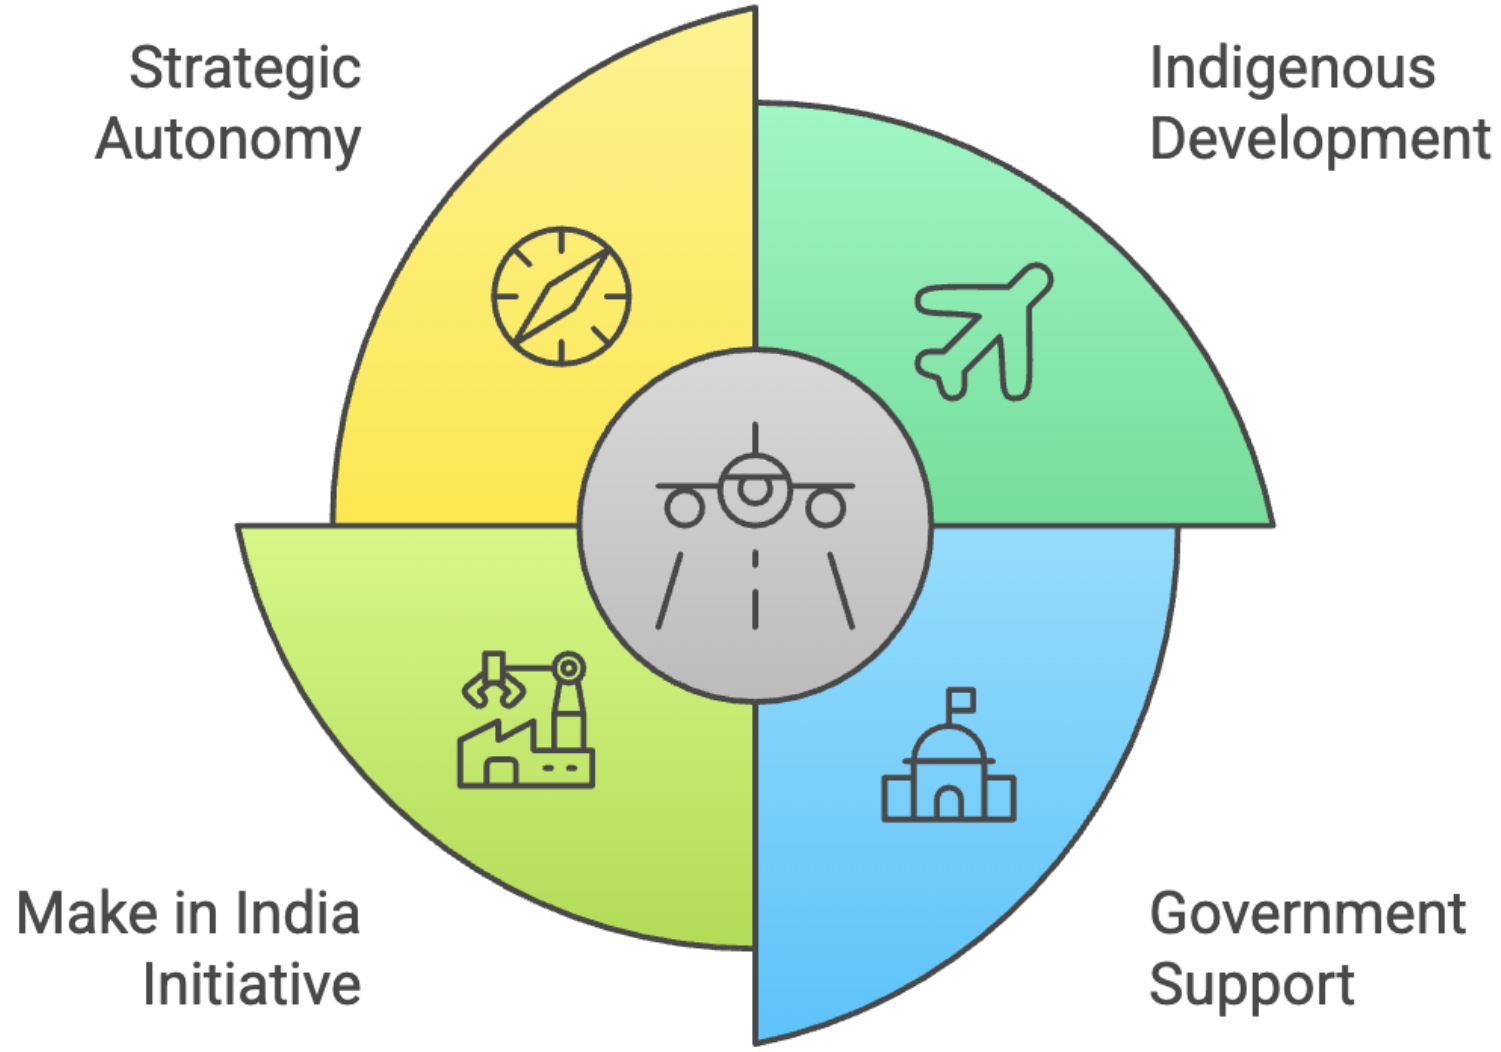 Strategic
Autonomy
Indigenous
Development
Make in India
Initiative
Government
Support